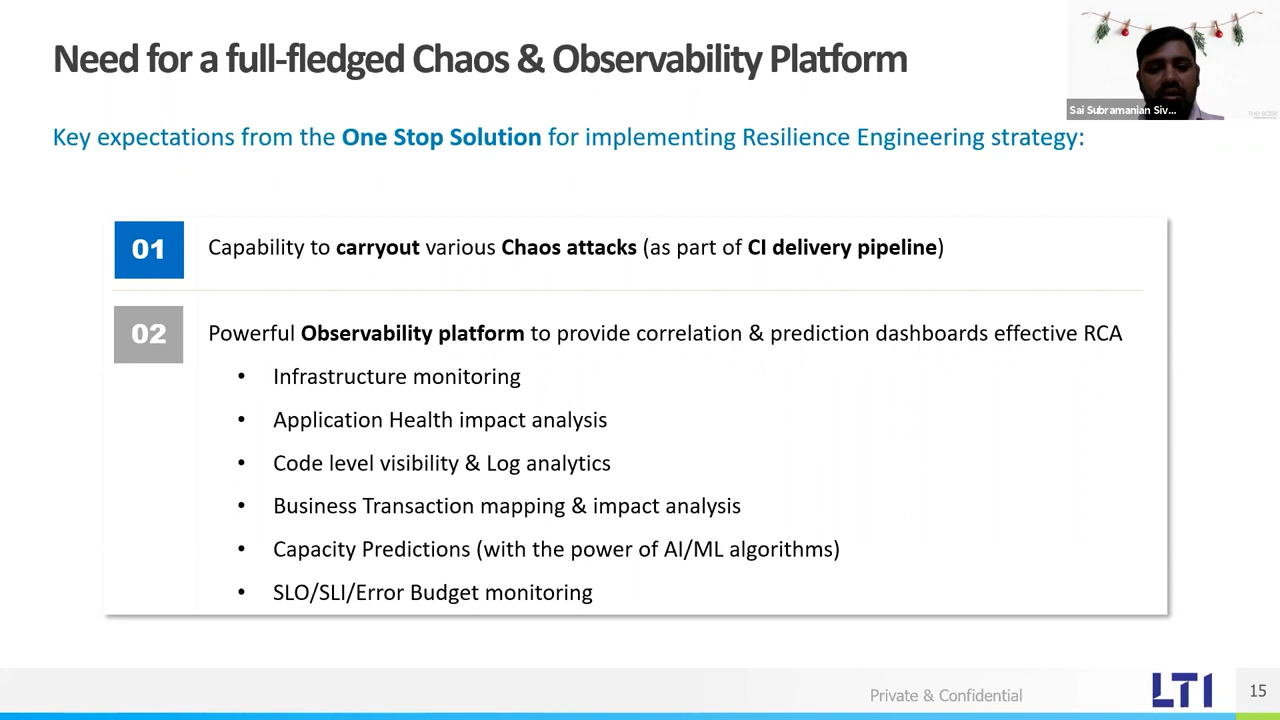 Need for a full-fledged Chaos & Observability Platform
Sai Subramanian Siv...
Key expectations from the One Stop Solution for implementing Resilience Engineering strategy:
01
Capability to carryout various Chaos attacks (as part of CI delivery pipeline)
02
Powerful Observability platform to provide correlation & prediction dashboards effective RCA
• Infrastructure monitoring
• Application Health impact analysis
• Code level visibility & Log analytics
• Business Transaction mapping & impact analysis
• Capacity Predictions (with the power of AI/ML algorithms)
• SLO/SLI/Error Budget monitoring
Private & Confidential
LTI
15